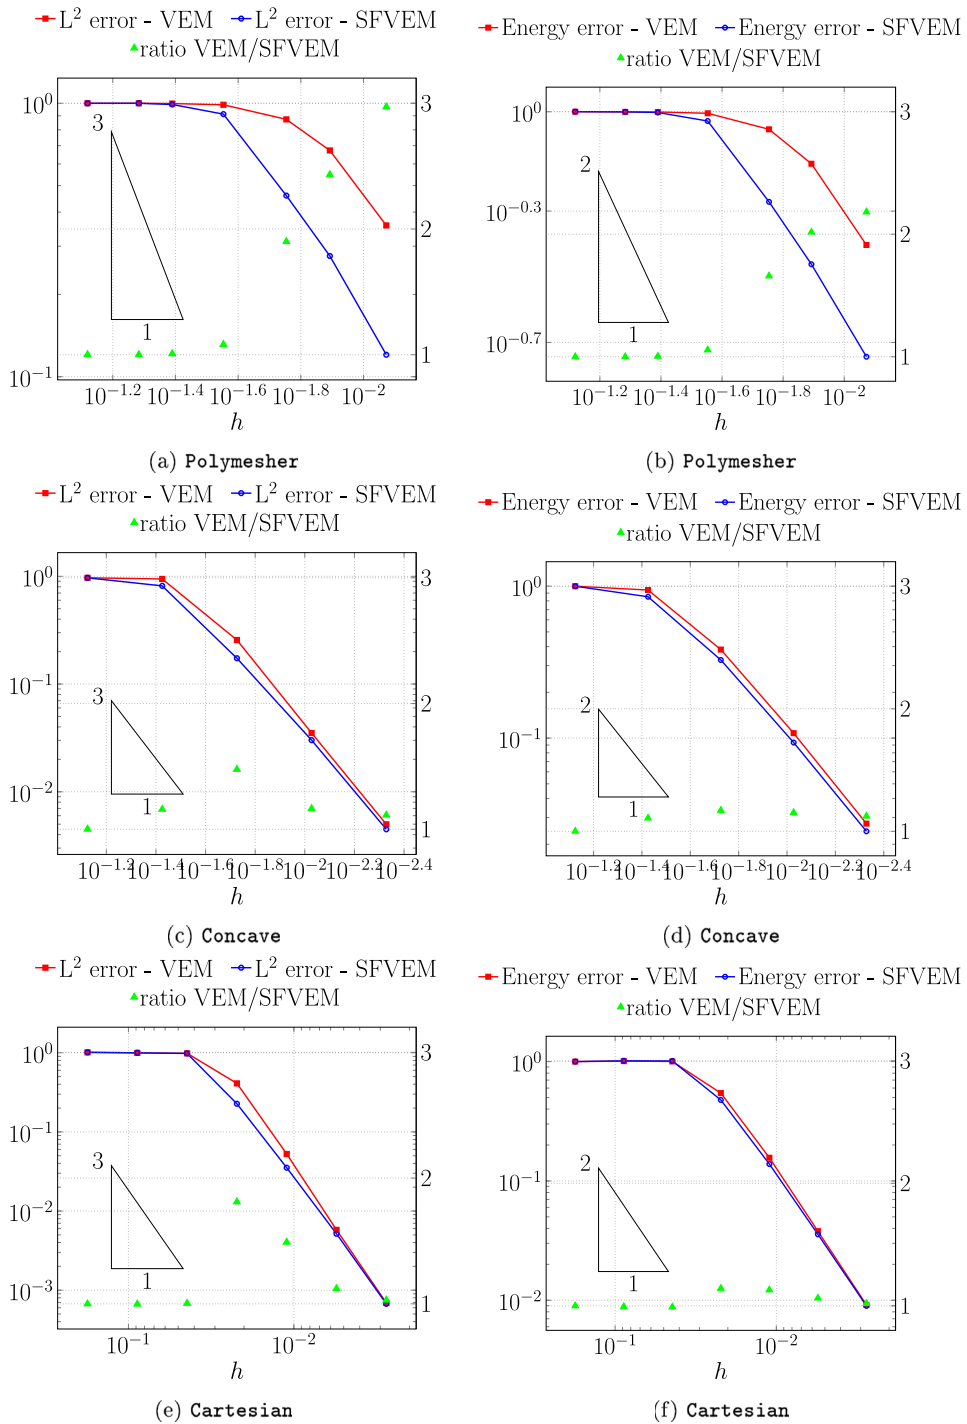 L² error - VEM L² error - SFVEM
ratio VEM/SFVEM
Energy error - VEM Energy error - SFVEM
ratio VEM/SFVEM
10⁰
10⁻¹
3
1
3
2
1
10⁻¹·² 10⁻¹·⁴ 10⁻¹·⁶ 10⁻¹·⁸ 10⁻²
h
(a) Polymesher
10⁰
10⁻⁰·³
10⁻⁰·⁷
2
1
3
2
1
10⁻¹·² 10⁻¹·⁴ 10⁻¹·⁶ 10⁻¹·⁸ 10⁻²
h
(b) Polymesher
L² error - VEM L² error - SFVEM
ratio VEM/SFVEM
Energy error - VEM Energy error - SFVEM
ratio VEM/SFVEM
10⁰
10⁻¹
10⁻²
3
1
3
2
1
10⁻¹·² 10⁻¹·⁴ 10⁻¹·⁶ 10⁻¹·⁸ 10⁻² 10⁻²·² 10⁻²·⁴
h
(c) Concave
10⁰
10⁻¹
2
1
3
2
1
10⁻¹·² 10⁻¹·⁴ 10⁻¹·⁶ 10⁻¹·⁸ 10⁻² 10⁻²·² 10⁻²·⁴
h
(d) Concave
L² error - VEM L² error - SFVEM
ratio VEM/SFVEM
Energy error - VEM Energy error - SFVEM
ratio VEM/SFVEM
10⁰
10⁻¹
10⁻²
10⁻³
3
1
3
2
1
10⁻¹ 10⁻²
h
(e) Cartesian
10⁰
10⁻¹
10⁻²
2
1
3
2
1
10⁻¹ 10⁻²
h
(f) Cartesian